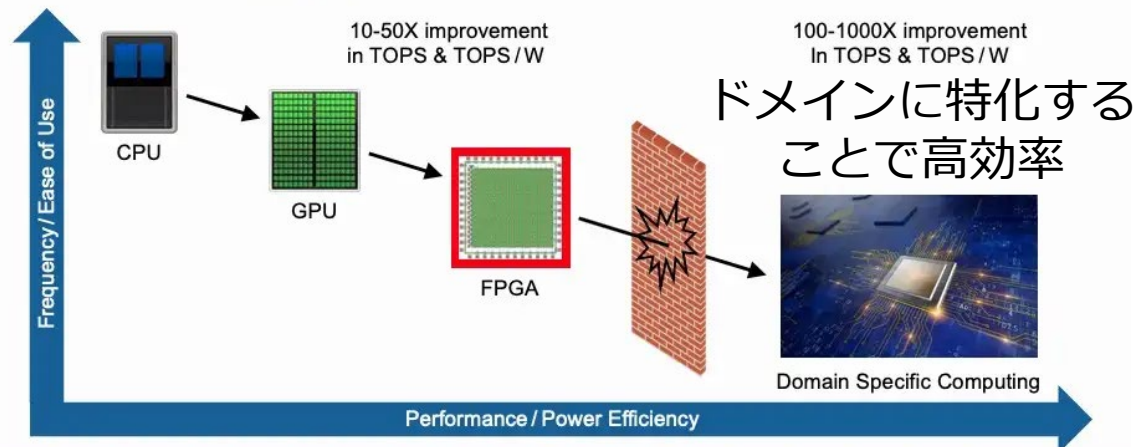 10-50X improvement
in TOPS & TOPS / W
100-1000X improvement
In TOPS & TOPS / W
ドメインに特化する
ことで高効率
Frequency / Ease of Use
CPU
GPU
FPGA
Domain Specific Computing
Performance / Power Efficiency